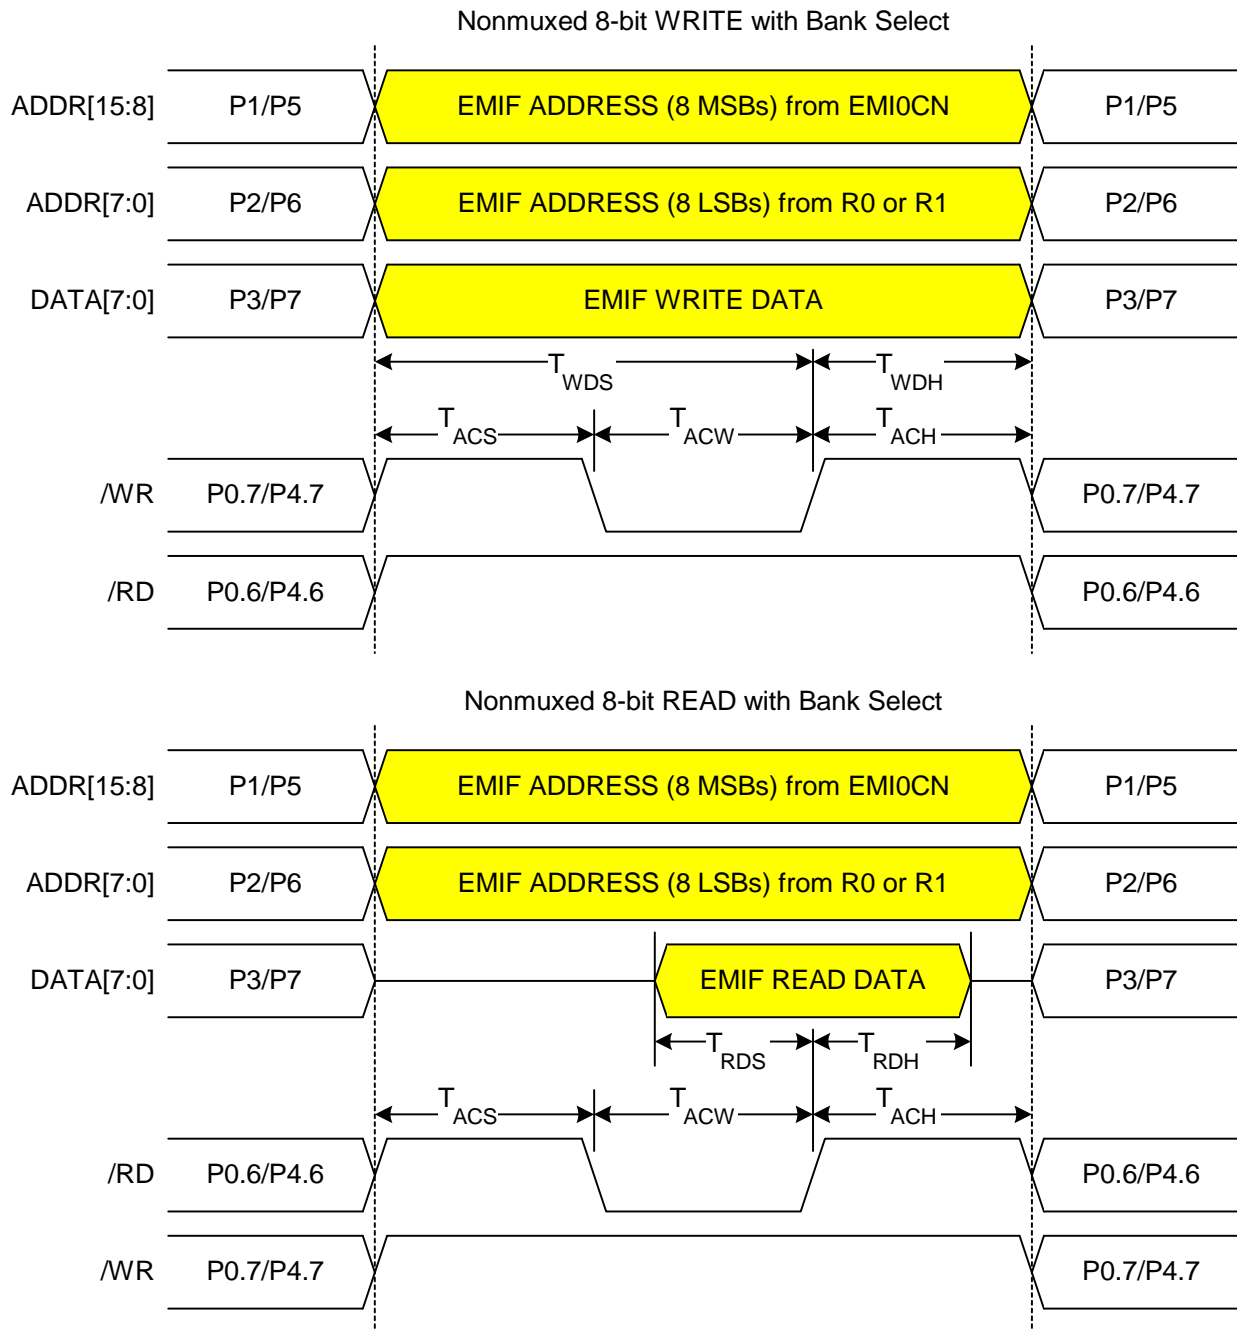 Nonmuxed 8-bit WRITE with Bank Select
ADDR[15:8] P1/P5 EMIF ADDRESS (8 MSBs) from EMI0CN P1/P5
ADDR[7:0] P2/P6 EMIF ADDRESS (8 LSBs) from R0 or R1 P2/P6
DATA[7:0] P3/P7 EMIF WRITE DATA P3/P7
TWDS TWDH
TACS TACW TACH
/WR P0.7/P4.7 P0.7/P4.7
/RD P0.6/P4.6 P0.6/P4.6
Nonmuxed 8-bit READ with Bank Select
ADDR[15:8] P1/P5 EMIF ADDRESS (8 MSBs) from EMI0CN P1/P5
ADDR[7:0] P2/P6 EMIF ADDRESS (8 LSBs) from R0 or R1 P2/P6
DATA[7:0] P3/P7 EMIF READ DATA P3/P7
TRDS TRDH
TACS TACW TACH
/RD P0.6/P4.6 P0.6/P4.6
/WR P0.7/P4.7 P0.7/P4.7